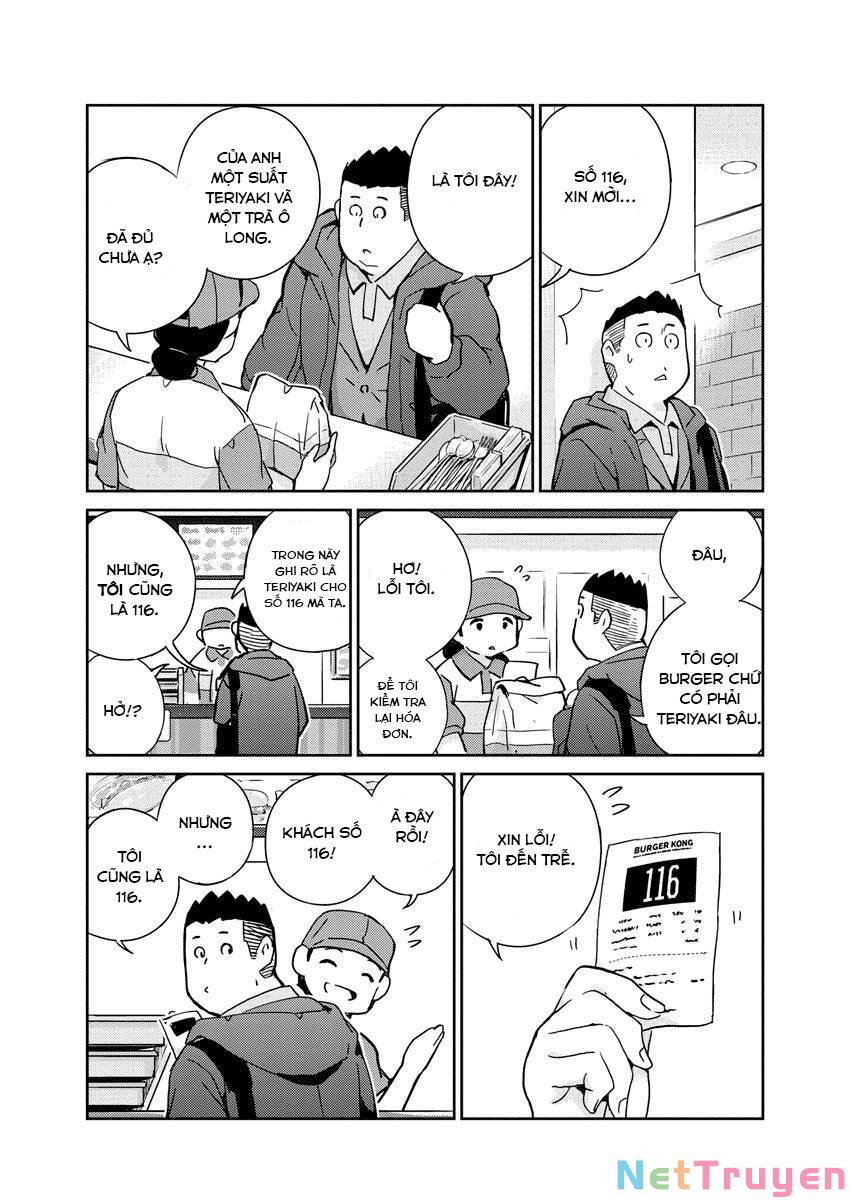 SỐ 116,
XIN MỜI...
LÀ TÔI ĐÂY!
CỦA ANH
MỘT SUẤT
TERIYAKI VÀ
MỘT TRÀ Ô
LONG.
ĐÃ ĐỦ
CHƯA Ạ?
ĐÂU,
TÔI GỌI
BURGER CHỨ
CÓ PHẢI
TERIYAKI ĐÂU.
HƠ!
LỖI TÔI.
ĐỂ TÔI
KIỂM TRA
LẠI HÓA
ĐƠN.
TRONG NÀY
GHI RÕ LÀ
TERIYAKI CHO
SỐ 116 MÀ TA.
NHƯNG,
TÔI CŨNG
LÀ 116.
HỞ!?
XIN LỖI!
TÔI ĐẾN TRỄ.
BURGER KONG
116
À ĐÂY
RỒI!
KHÁCH SỐ
116!
NHƯNG
...
TÔI
CŨNG LÀ
116.
NetTruyen